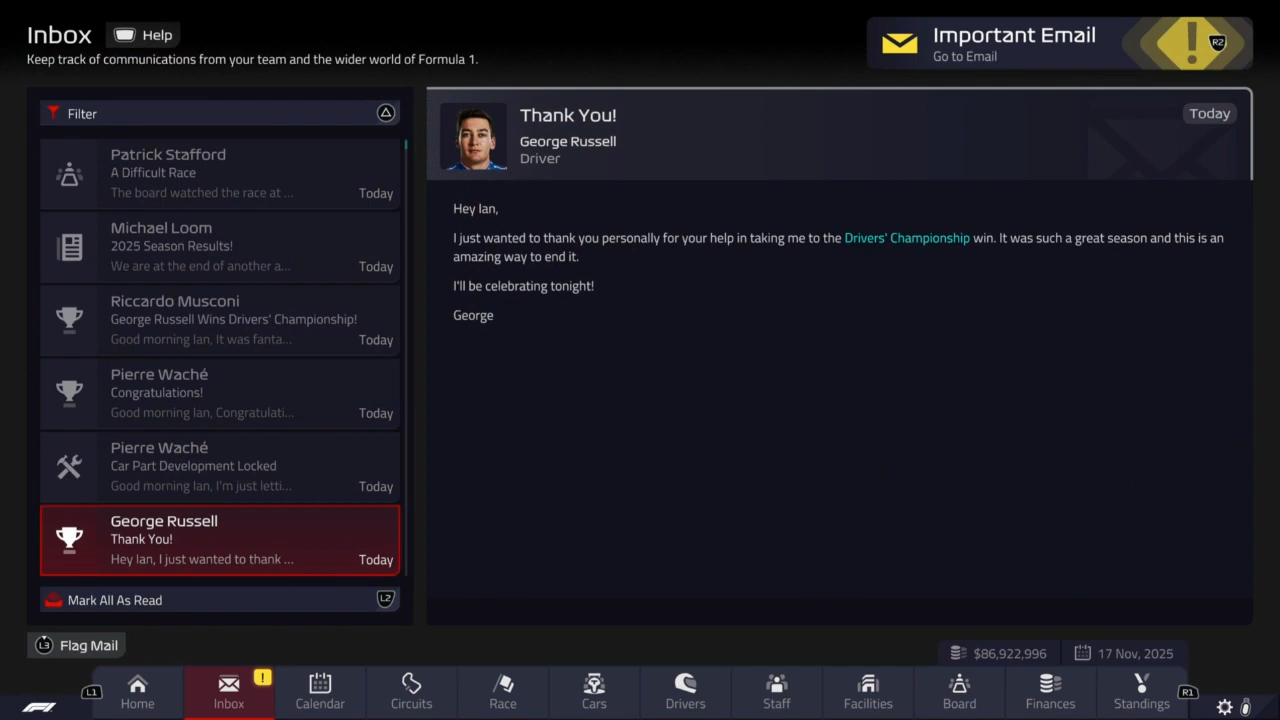 Inbox
Help
Keep track of communications from your team and the wider world of Formula 1.
Important Email
Go to Email
R2
Filter
Patrick Stafford
A Difficult Race
The board watched the race at ...
Today
Michael Loom
2025 Season Results!
We are at the end of another a...
Today
Riccardo Musconi
George Russell Wins Drivers' Championship!
Good morning Ian, It was fanta...
Today
Pierre Waché
Congratulations!
Good morning Ian, Congratulati...
Today
Pierre Waché
Car Part Development Locked
Good morning Ian, I'm just letti...
Today
George Russell
Thank You!
Hey Ian, I just wanted to thank ...
Today
Mark All As Read
L2
Thank You!
George Russell
Driver
Today
Hey Ian,
I just wanted to thank you personally for your help in taking me to the Drivers' Championship win. It was such a great season and this is an
amazing way to end it.
I'll be celebrating tonight!
George
L3
Flag Mail
$86,922,996
17 Nov, 2025
L1
Home
Inbox
!
Calendar
Circuits
Race
Cars
Drivers
Staff
Facilities
Board
Finances
Standings
R1